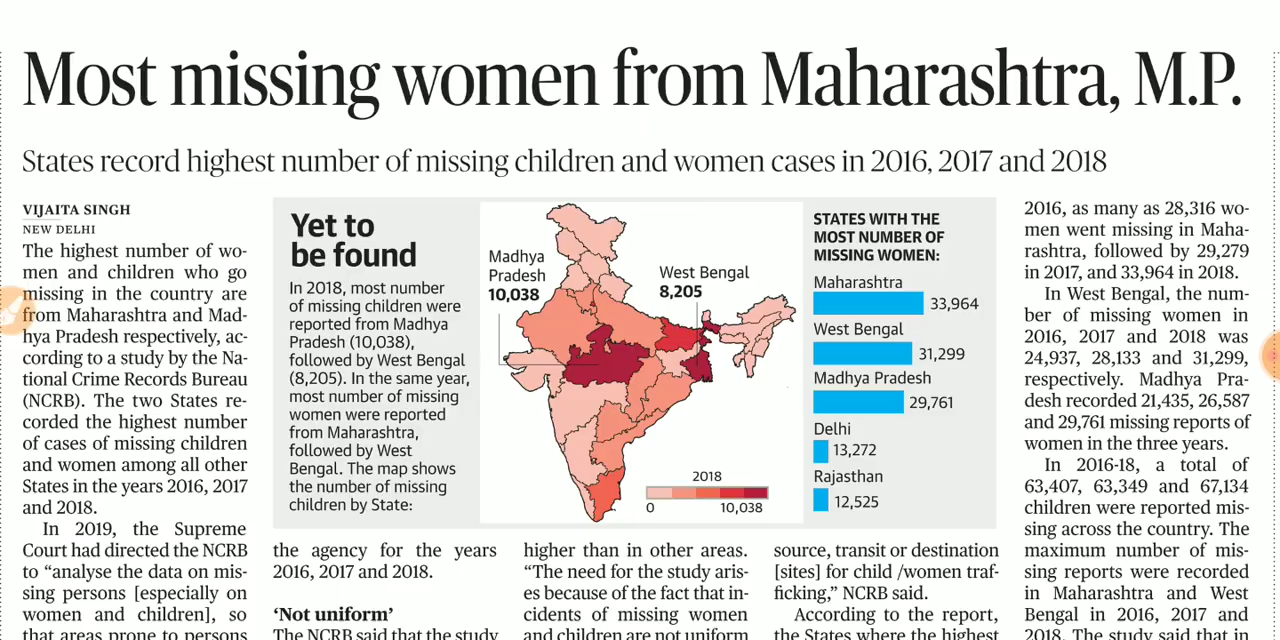 Most missing women from Maharashtra, M.P.
States record highest number of missing children and women cases in 2016, 2017 and 2018
VIJAITA SINGH
NEW DELHI
The highest number of wo-
men and children who go
missing in the country are
from Maharashtra and Mad-
hya Pradesh respectively, ac-
cording to a study by the Na-
tional Crime Records Bureau
(NCRB). The two States re-
corded the highest number
of cases of missing children
and women among all other
States in the years 2016, 2017
and 2018.
In 2019, the Supreme
Court had directed the NCRB
to “analyse the data on mis-
sing persons [especially on
women and children], so
that areas prone to persons
Yet to
be found
In 2018, most number
of missing children were
reported from Madhya
Pradesh (10,038),
followed by West Bengal
(8,205). In the same year,
most number of missing
women were reported
from Maharashtra,
followed by West
Bengal. The map shows
the number of missing
children by State:
Madhya
Pradesh
10,038
West Bengal
8,205
2018
0 10,038
STATES WITH THE
MOST NUMBER OF
MISSING WOMEN:
Maharashtra
33,964
West Bengal
31,299
Madhya Pradesh
29,761
Delhi
13,272
Rajasthan
12,525
the agency for the years
2016, 2017 and 2018.
‘Not uniform’
The NCRB said that the study
higher than in other areas.
“The need for the study aris-
es because of the fact that in-
cidents of missing women
and children are not uniform
source, transit or destination
[sites] for child /women traf-
ficking,” NCRB said.
According to the report,
the States where the highest
2016, as many as 28,316 wo-
men went missing in Maha-
rashtra, followed by 29,279
in 2017, and 33,964 in 2018.
In West Bengal, the num-
ber of missing women in
2016, 2017 and 2018 was
24,937, 28,133 and 31,299,
respectively. Madhya Pra-
desh recorded 21,435, 26,587
and 29,761 missing reports of
women in the three years.
In 2016-18, a total of
63,407, 63,349 and 67,134
children were reported mis-
sing across the country. The
maximum number of mis-
sing reports were recorded
in Maharashtra and West
Bengal in 2016, 2017 and
2018. The study said that in